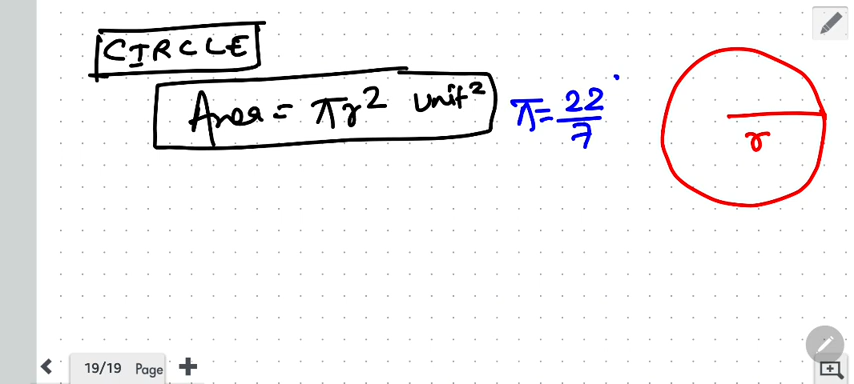 CIRCLE
Area = πr² unit²
π = 22/7
r
19/19 Page